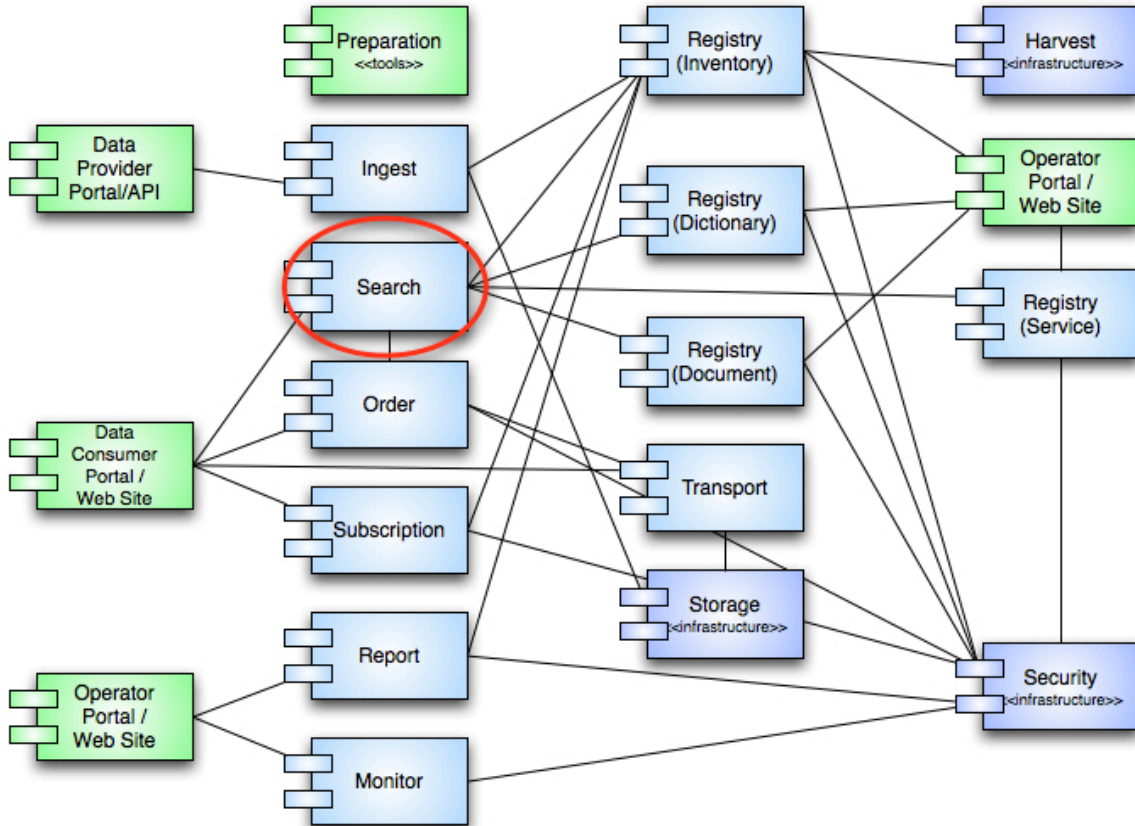 Preparation
<<tools>>
Registry
(Inventory)
Harvest
<<infrastructure>>
Data
Provider
Portal/API
Ingest
Registry
(Dictionary)
Operator
Portal /
Web Site
Search
Registry
(Document)
Registry
(Service)
Data
Consumer
Portal /
Web Site
Order
Transport
Subscription
Storage
<<infrastructure>>
Operator
Portal /
Web Site
Report
Security
<<infrastructure>>
Monitor